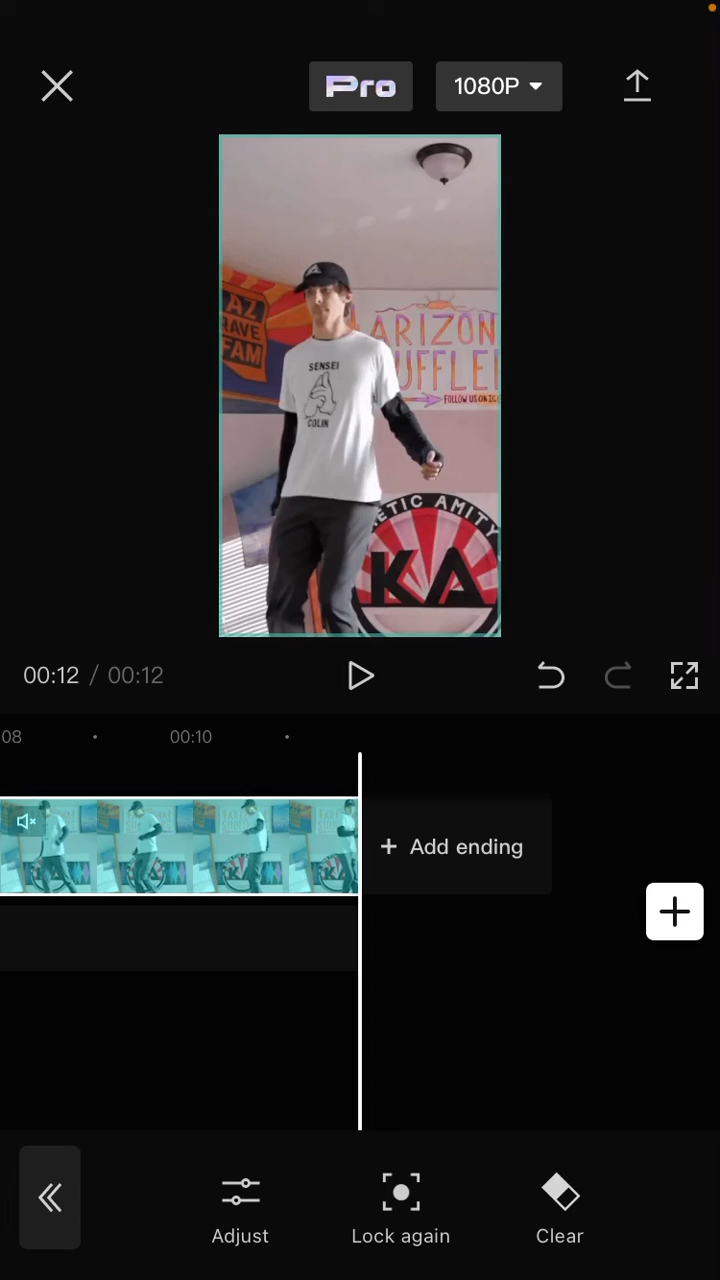 Pro
1080P
AZ
RAVE
FAM
ARIZON
UFFLE
FOLLOW US ON IG
SENSEI
COLIN
ETIC AMITY
KA
00:12 / 00:12
08
00:10
+ Add ending
Adjust
Lock again
Clear